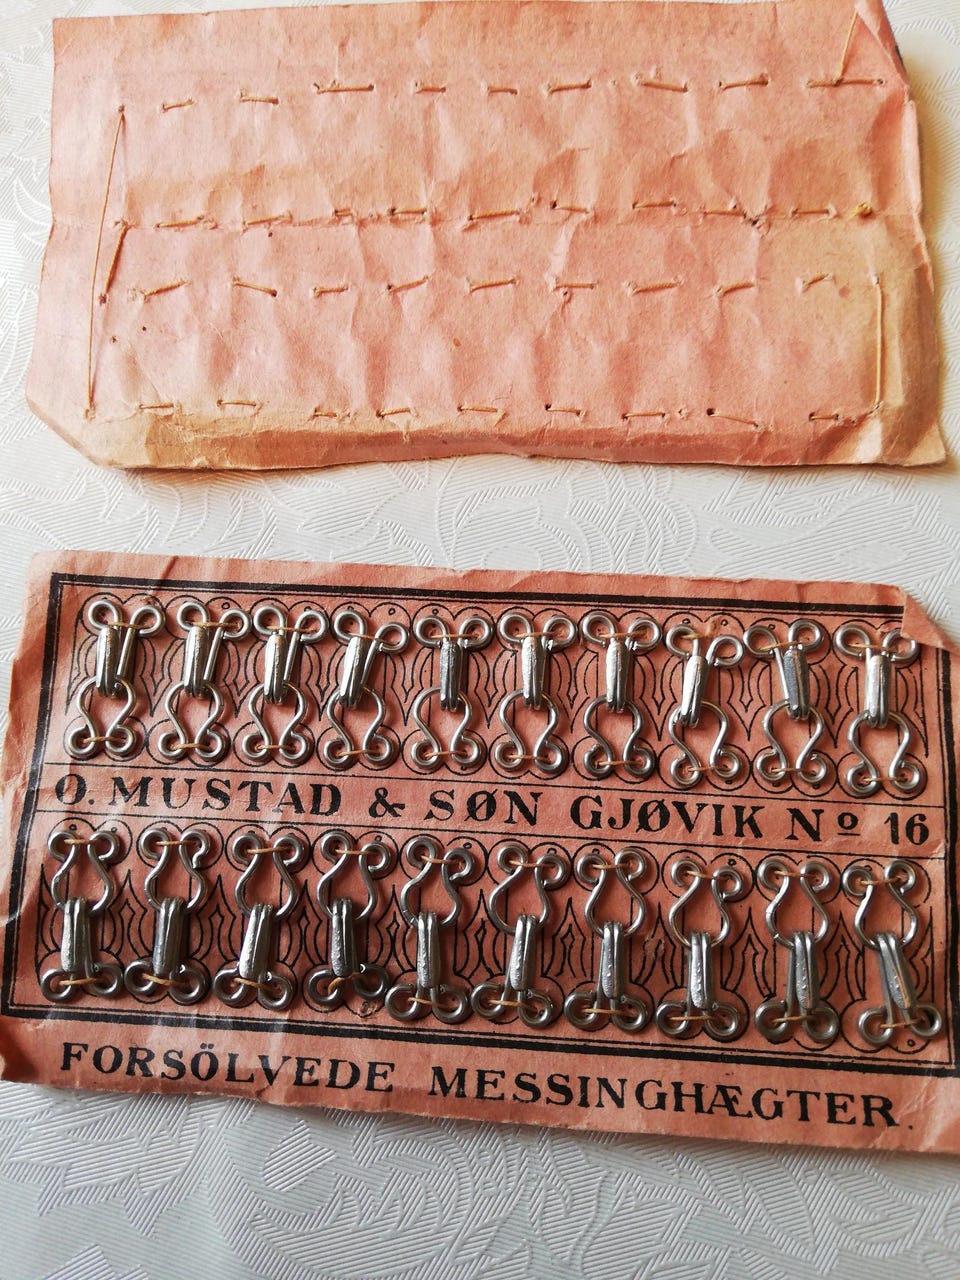 O. MUSTAD & SØN GJØVIK Nº 16
FORSÖLVEDE MESSINGHÆGTER.